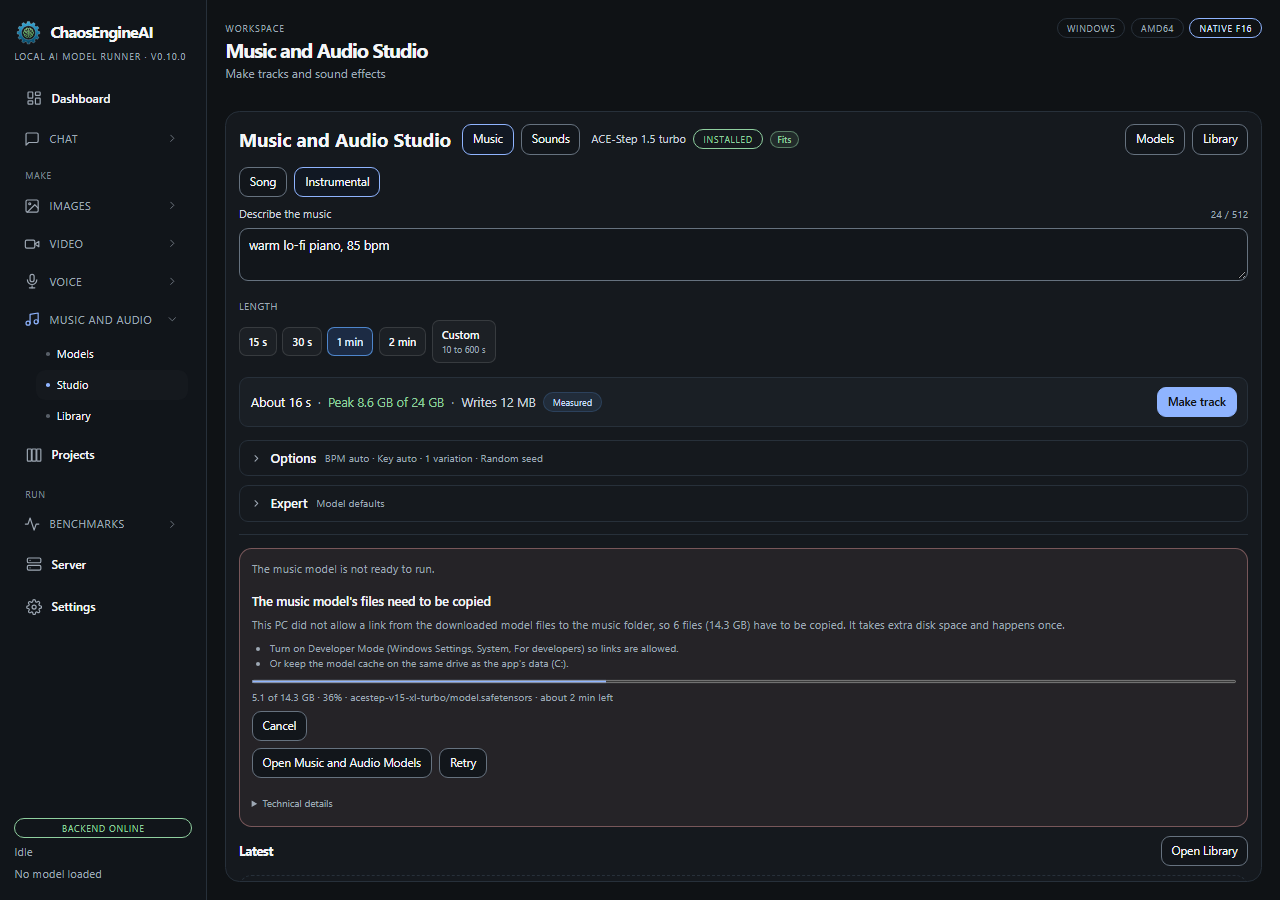 ChaosEngineAI
LOCAL AI MODEL RUNNER · V0.10.0
Dashboard
CHAT
MAKE
IMAGES
VIDEO
VOICE
MUSIC AND AUDIO
Models
Studio
Library
Projects
RUN
BENCHMARKS
Server
Settings
BACKEND ONLINE
Idle
No model loaded
WORKSPACE
Music and Audio Studio
Make tracks and sound effects
WINDOWS
AMD64
NATIVE F16
Music and Audio Studio
Music
Sounds
ACE-Step 1.5 turbo
INSTALLED
Fits
Models
Library
Song
Instrumental
Describe the music
24 / 512
warm lo-fi piano, 85 bpm
LENGTH
15 s
30 s
1 min
2 min
Custom
10 to 600 s
About 16 s · Peak 8.6 GB of 24 GB · Writes 12 MB
Measured
Make track
Options
BPM auto · Key auto · 1 variation · Random seed
Expert
Model defaults
The music model is not ready to run.
The music model's files need to be copied
This PC did not allow a link from the downloaded model files to the music folder, so 6 files (14.3 GB) have to be copied. It takes extra disk space and happens once.
• Turn on Developer Mode (Windows Settings, System, For developers) so links are allowed.
• Or keep the model cache on the same drive as the app's data (C:).
5.1 of 14.3 GB · 36% · acestep-v15-xl-turbo/model.safetensors · about 2 min left
Cancel
Open Music and Audio Models
Retry
Technical details
Latest
Open Library